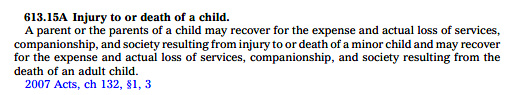 613.15A Injury to or death of a child.
A parent or the parents of a child may recover for the expense and actual loss of services,
companionship, and society resulting from injury to or death of a minor child and may recover
for the expense and actual loss of services, companionship, and society resulting from the
death of an adult child.
2007 Acts, ch 132, §1, 3